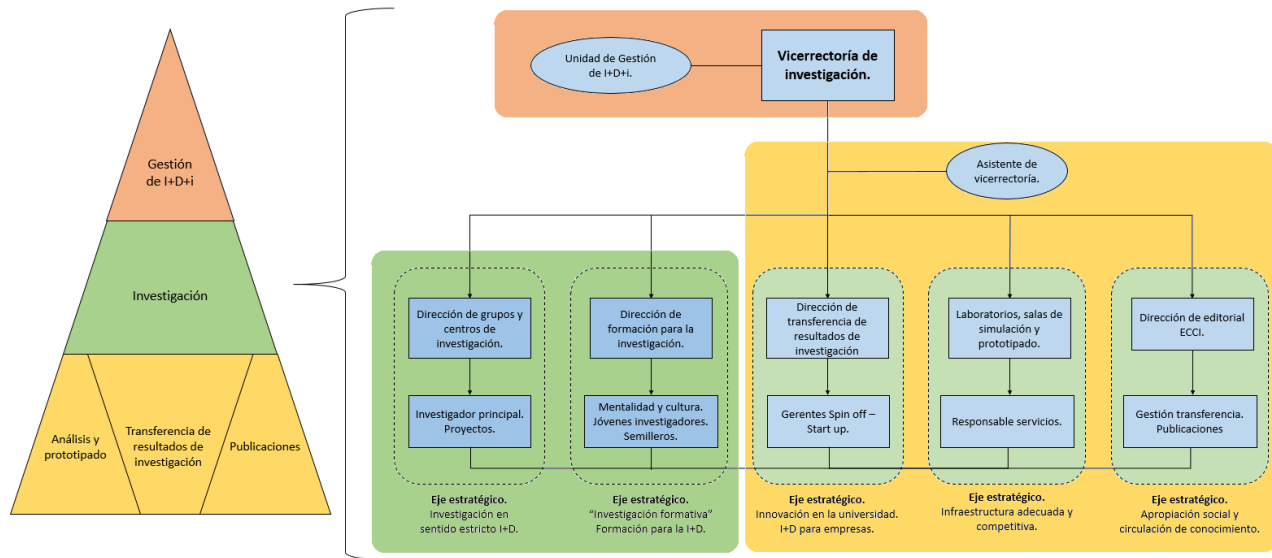 Gestión
de I+D+i
Investigación
Análisis y
prototipado
Transferencia de
resultados de
investigación
Publicaciones
Unidad de Gestión
de I+D+i.
Vicerrectoría de
investigación.
Asistente de
vicerrectoría.
Dirección de grupos y
centros de
investigación.
Dirección de
formación para la
investigación.
Dirección de
transferencia de
resultados de
investigación
Laboratorios, salas de
simulación y
prototipado.
Dirección de editorial
ECCI.
Investigador principal.
Proyectos.
Mentalidad y cultura.
Jóvenes investigadores.
Semilleros.
Gerentes Spin off –
Start up.
Responsable servicios.
Gestión transferencia.
Publicaciones
Eje estratégico.
Investigación en
sentido estricto I+D.
Eje estratégico.
“Investigación formativa”
Formación para la I+D.
Eje estratégico.
Innovación en la universidad.
I+D para empresas.
Eje estratégico.
Infraestructura adecuada y
competitiva.
Eje estratégico.
Apropiación social y
circulación de conocimiento.